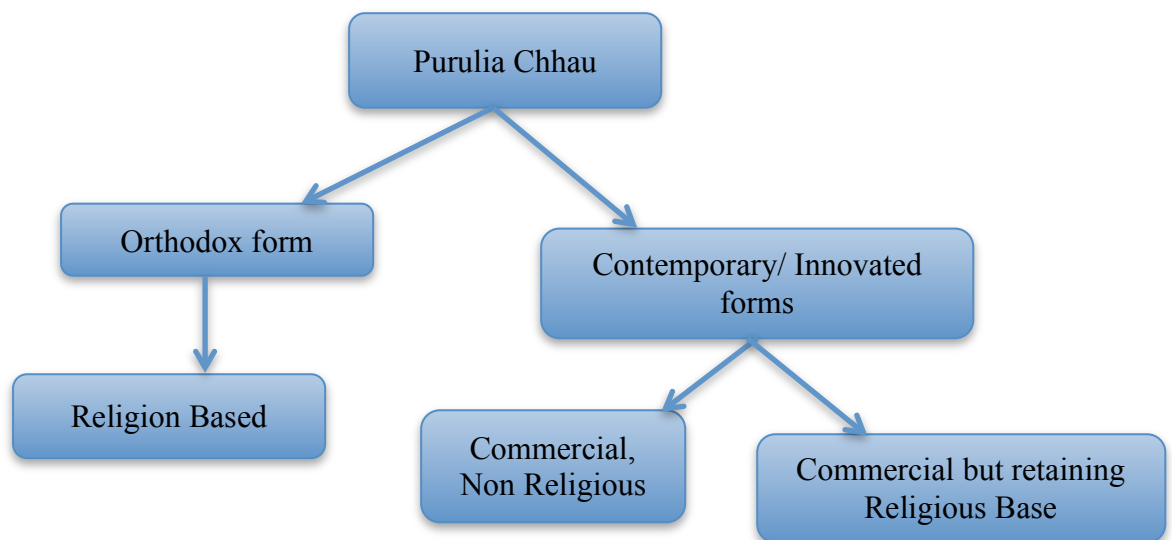 Purulia Chhau
Orthodox form
Contemporary/ Innovated
forms
Religion Based
Commercial,
Non Religious
Commercial but retaining
Religious Base